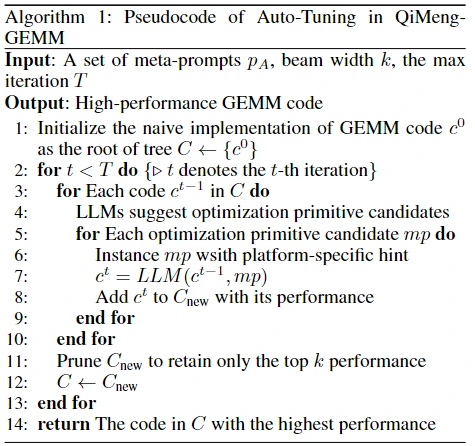 Algorithm 1: Pseudocode of Auto-Tuning in QiMeng-
GEMM
Input: A set of meta-prompts p_A, beam width k, the max
iteration T
Output: High-performance GEMM code
1: Initialize the naive implementation of GEMM code c^0
as the root of tree C ← {c^0}
2: for t < T do {▷ t denotes the t-th iteration}
3: for Each code c^{t−1} in C do
4: LLMs suggest optimization primitive candidates
5: for Each optimization primitive candidate mp do
6: Instance mp wsith platform-specific hint
7: c^t = LLM(c^{t−1}, mp)
8: Add c^t to C_new with its performance
9: end for
10: end for
11: Prune C_new to retain only the top k performance
12: C ← C_new
13: end for
14: return The code in C with the highest performance